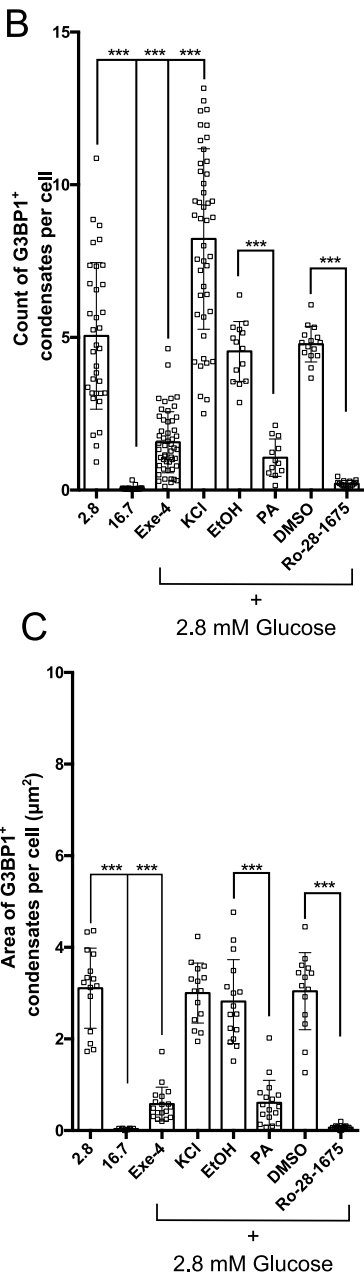 B
Count of G3BP1+
condensates per cell
15
10
5
0
*** *** ***
***
***
2.8 16.7 Exe-4 KCl EtOH PA DMSO Ro-28-1675
+
2.8 mM Glucose
C
Area of G3BP1+
condensates per cell (µm²)
10
8
6
4
2
0
*** ***
***
***
2.8 16.7 Exe-4 KCl EtOH PA DMSO Ro-28-1675
+
2.8 mM Glucose